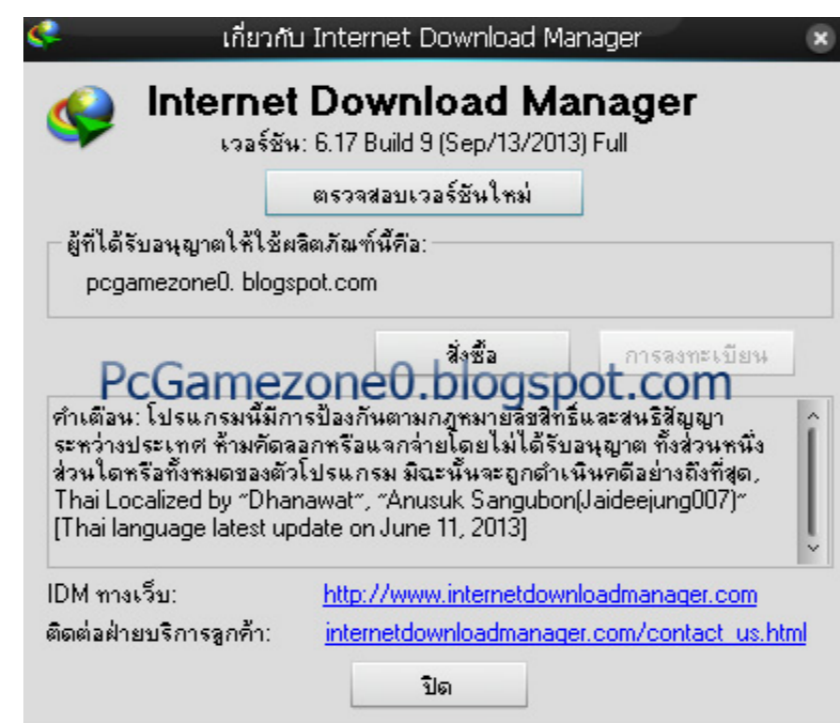 เกี่ยวกับ Internet Download Manager
Internet Download Manager
เวอร์ชัน: 6.17 Build 9 (Sep/13/2013) Full
ตรวจสอบเวอร์ชันใหม่
ผู้ที่ได้รับอนุญาตให้ใช้ผลิตภัณฑ์นี้คือ:
pcgamezone0. blogspot.com
สั่งซื้อ
การลงทะเบียน
PcGamezone0.blogspot.com
คำเตือน: โปรแกรมนี้มีการป้องกันตามกฎหมายลิขสิทธิ์และสนธิสัญญา
ระหว่างประเทศ ห้ามคัดลอกหรือแจกจ่ายโดยไม่ได้รับอนุญาต ทั้งส่วนหนึ่ง
ส่วนใดหรือทั้งหมดของตัวโปรแกรม มิฉะนั้นจะถูกดำเนินคดีอย่างถึงที่สุด,
Thai Localized by "Dhanawat", "Anusuk Sangubon(Jaideejung007)"
[Thai language latest update on June 11, 2013]
IDM ทางเว็บ:
http://www.internetdownloadmanager.com
ติดต่อฝ่ายบริการลูกค้า:
internetdownloadmanager.com/contact_us.html
ปิด